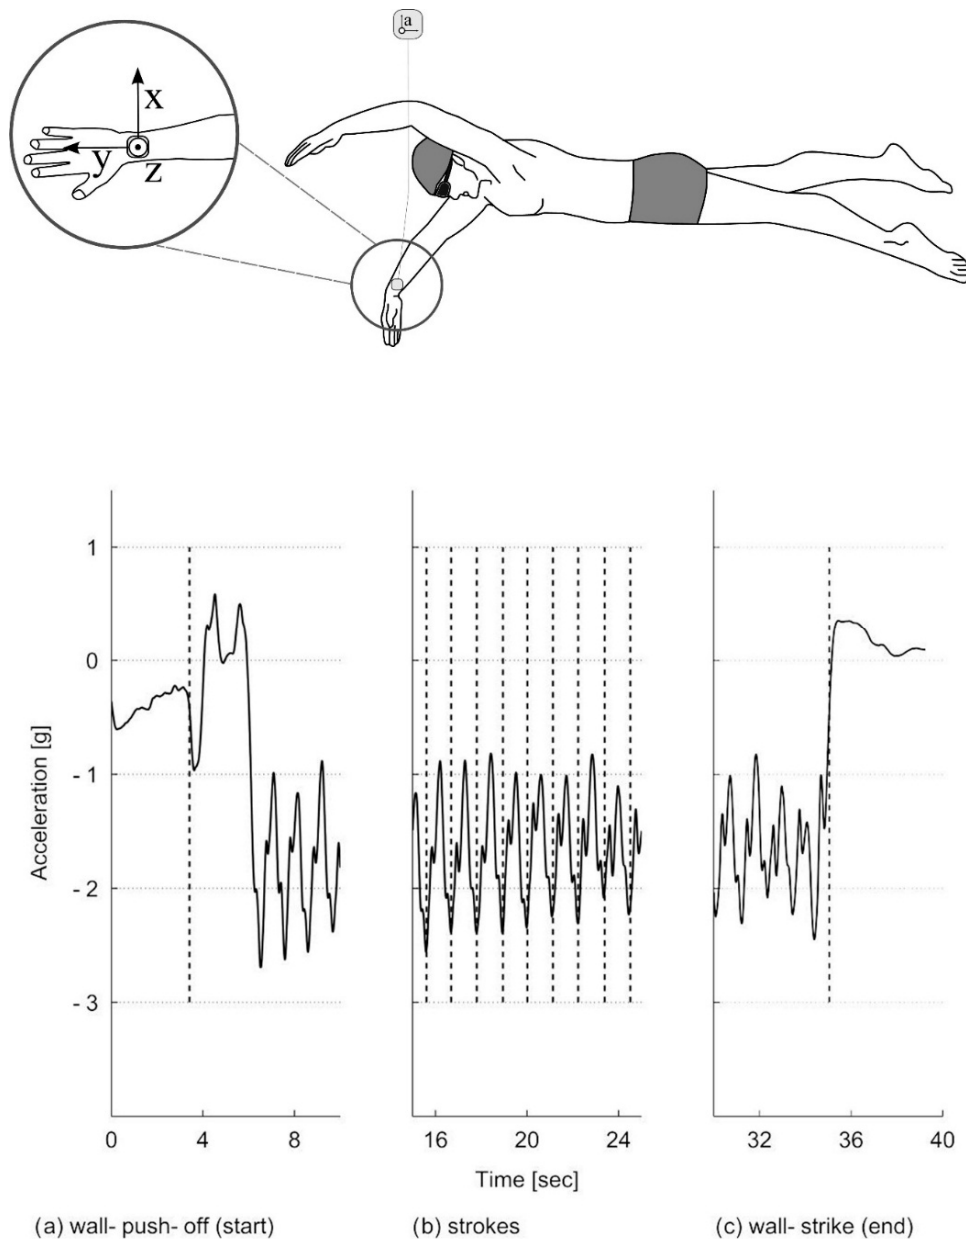 a
x
y
z
Acceleration [g]
1
0
- 1
- 2
- 3
0 4 8
16 20 24
32 36 40
Time [sec]
(a) wall- push- off (start)
(b) strokes
(c) wall- strike (end)